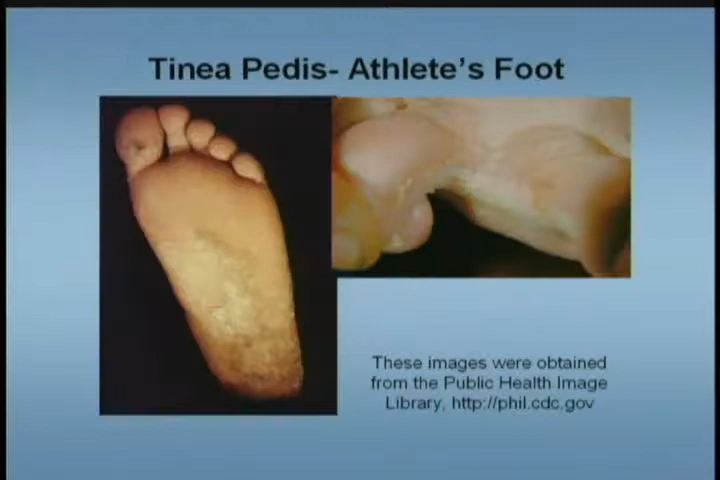 Tinea Pedis- Athlete's Foot
These images were obtained
from the Public Health Image
Library, http://phil.cdc.gov